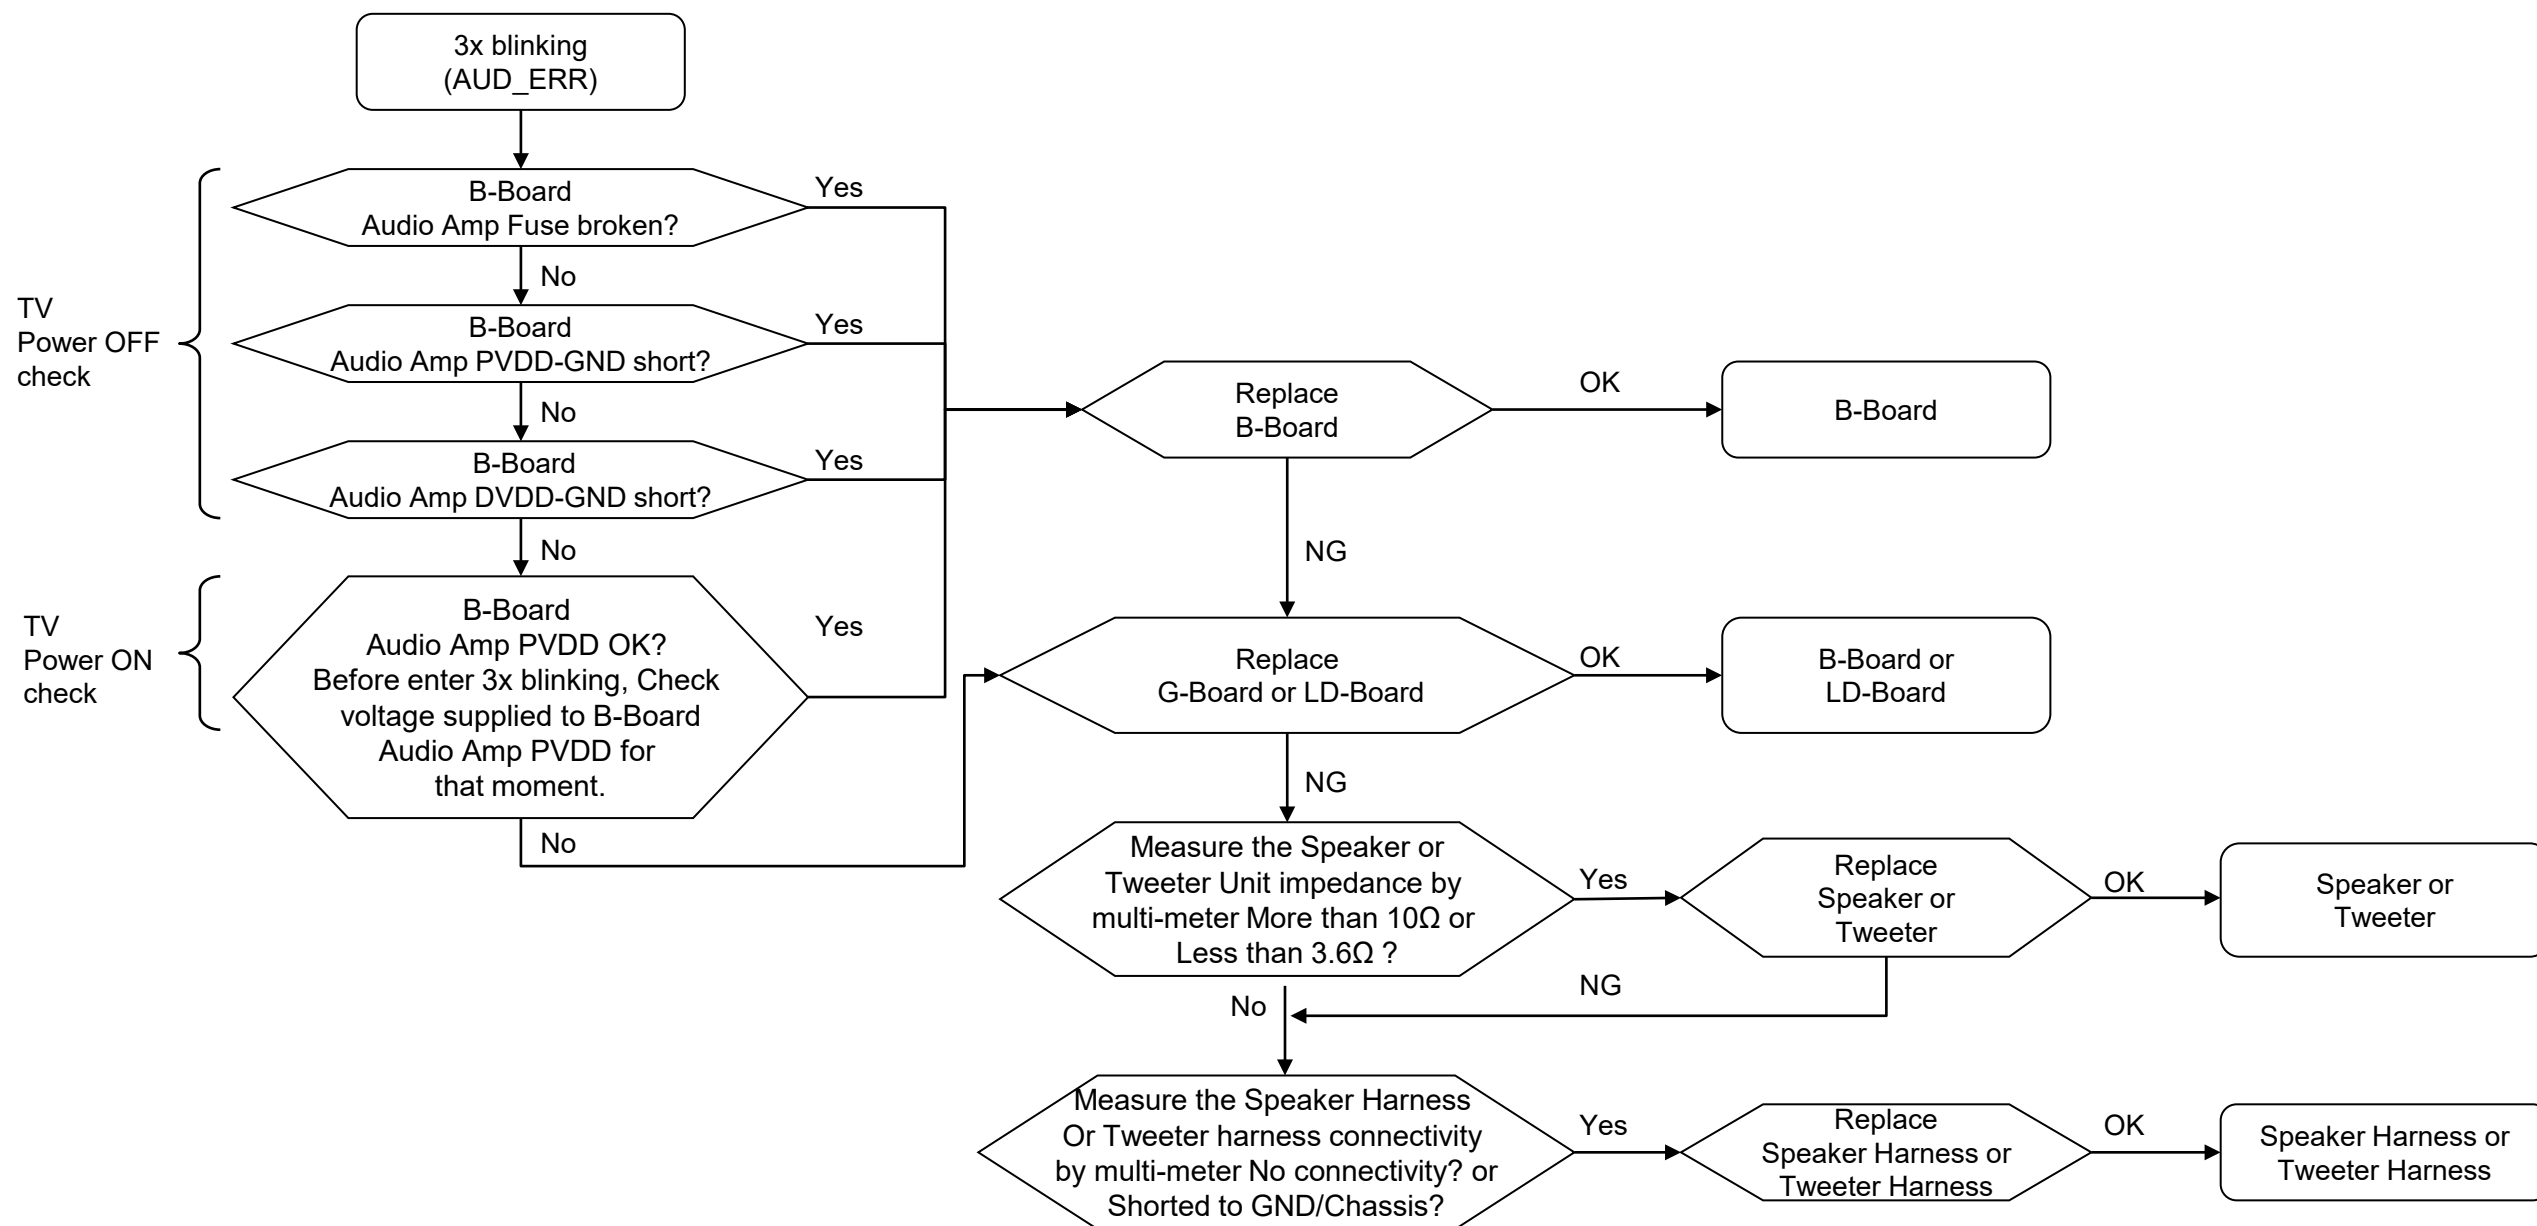 3x blinking
(AUD_ERR)
B-Board
Audio Amp Fuse broken?
Yes
No
TV
Power OFF
check
B-Board
Audio Amp PVDD-GND short?
Yes
No
B-Board
Audio Amp DVDD-GND short?
Yes
No
Replace
B-Board
OK
B-Board
NG
TV
Power ON
check
B-Board
Audio Amp PVDD OK?
Before enter 3x blinking, Check
voltage supplied to B-Board
Audio Amp PVDD for
that moment.
Yes
No
Replace
G-Board or LD-Board
OK
B-Board or
LD-Board
NG
Measure the Speaker or
Tweeter Unit impedance by
multi-meter More than 10Ω or
Less than 3.6Ω ?
Yes
Replace
Speaker or
Tweeter
OK
Speaker or
Tweeter
NG
No
Measure the Speaker Harness
Or Tweeter harness connectivity
by multi-meter No connectivity? or
Shorted to GND/Chassis?
Yes
Replace
Speaker Harness or
Tweeter Harness
OK
Speaker Harness or
Tweeter Harness